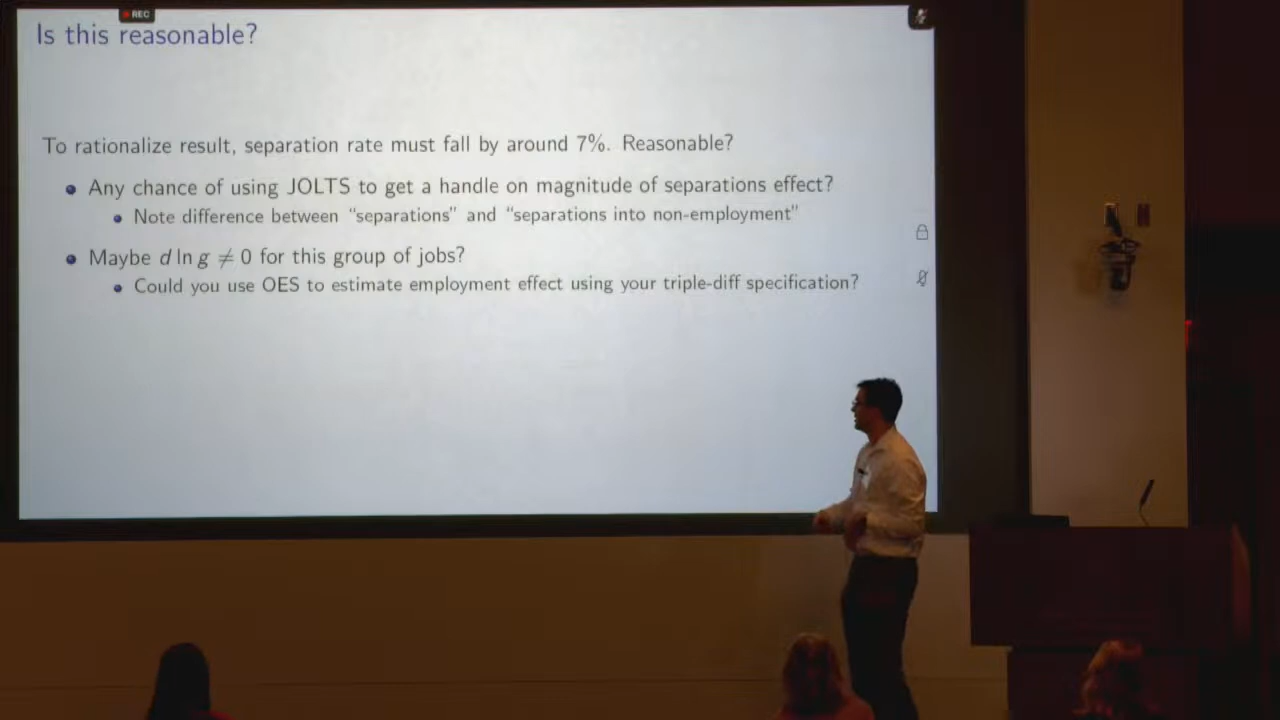 REC
Is this reasonable?
To rationalize result, separation rate must fall by around 7%. Reasonable?
Any chance of using JOLTS to get a handle on magnitude of separations effect?
Note difference between “separations” and “separations into non-employment”
Maybe d ln g ≠ 0 for this group of jobs?
Could you use OES to estimate employment effect using your triple-diff specification?